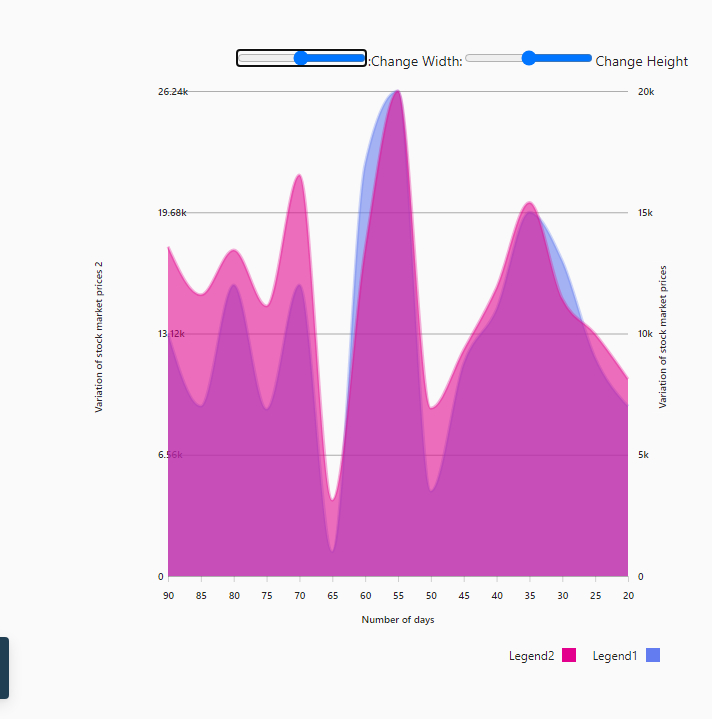 :Change Width: Change Height
26.24k 20k
19.68k 15k
13.12k 10k
6.56k 5k
0 0
Variation of stock market prices 2
Variation of stock market prices
90 85 80 75 70 65 60 55 50 45 40 35 30 25 20
Number of days
Legend2 Legend1